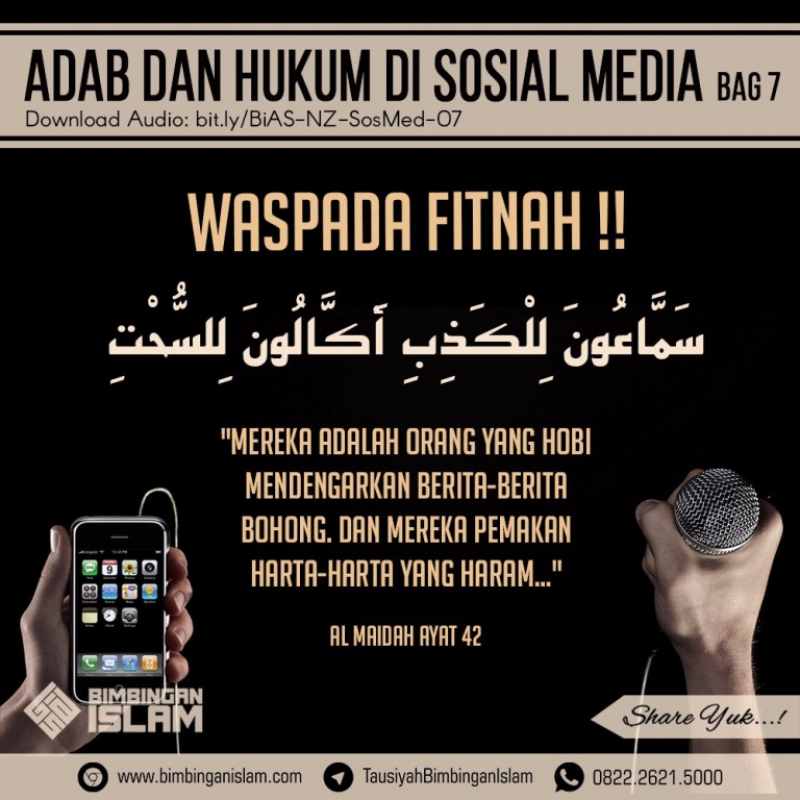 ADAB DAN HUKUM DI SOSIAL MEDIA BAG 7
Download Audio: bit.ly/BiAS-NZ-SosMed-07
WASPADA FITNAH !!
سَمَّاعُونَ لِلْكَذِبِ أَكَّالُونَ لِلسُّحْتِ
"MEREKA ADALAH ORANG YANG HOBI
MENDENGARKAN BERITA-BERITA
BOHONG. DAN MEREKA PEMAKAN
HARTA-HARTA YANG HARAM..."
AL MAIDAH AYAT 42
BIMBINGAN
ISLAM
Share Yuk...!
www.bimbinganislam.com TausiyahBimbinganIslam 0822.2621.5000